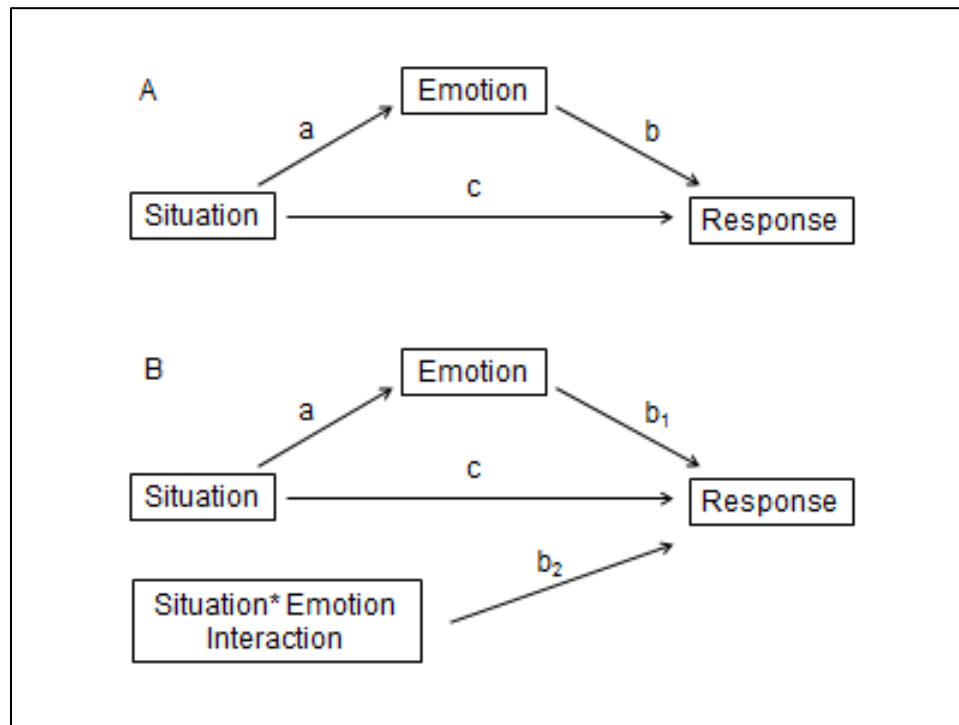 A
Emotion
a
b
c
Situation
Response
B
Emotion
a
b₁
c
Situation
Response
b₂
Situation* Emotion
Interaction